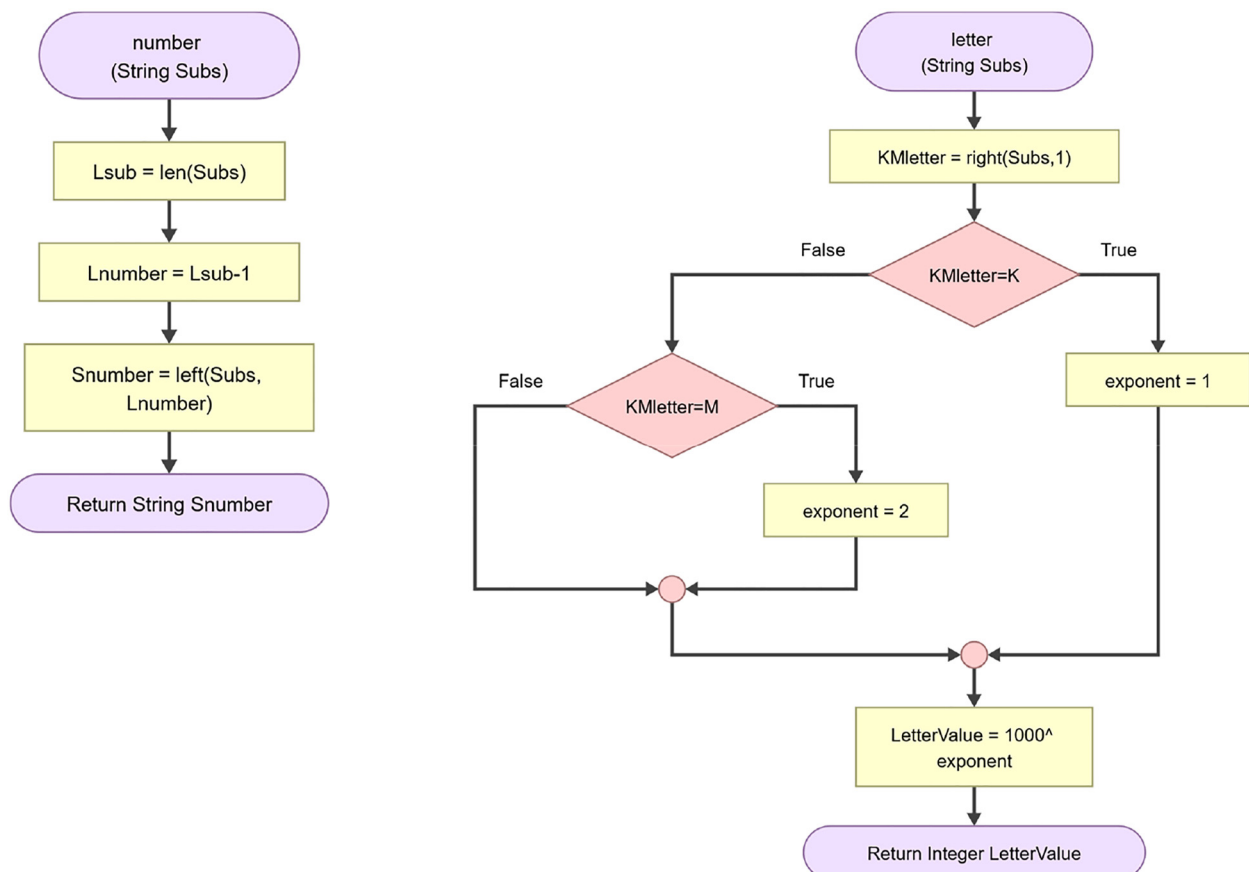 number
(String Subs)
Lsub = len(Subs)
Lnumber = Lsub-1
Snumber = left(Subs,
Lnumber)
Return String Snumber
letter
(String Subs)
KMletter = right(Subs,1)
False
True
KMletter=K
exponent = 1
False
True
KMletter=M
exponent = 2
LetterValue = 1000^
exponent
Return Integer LetterValue